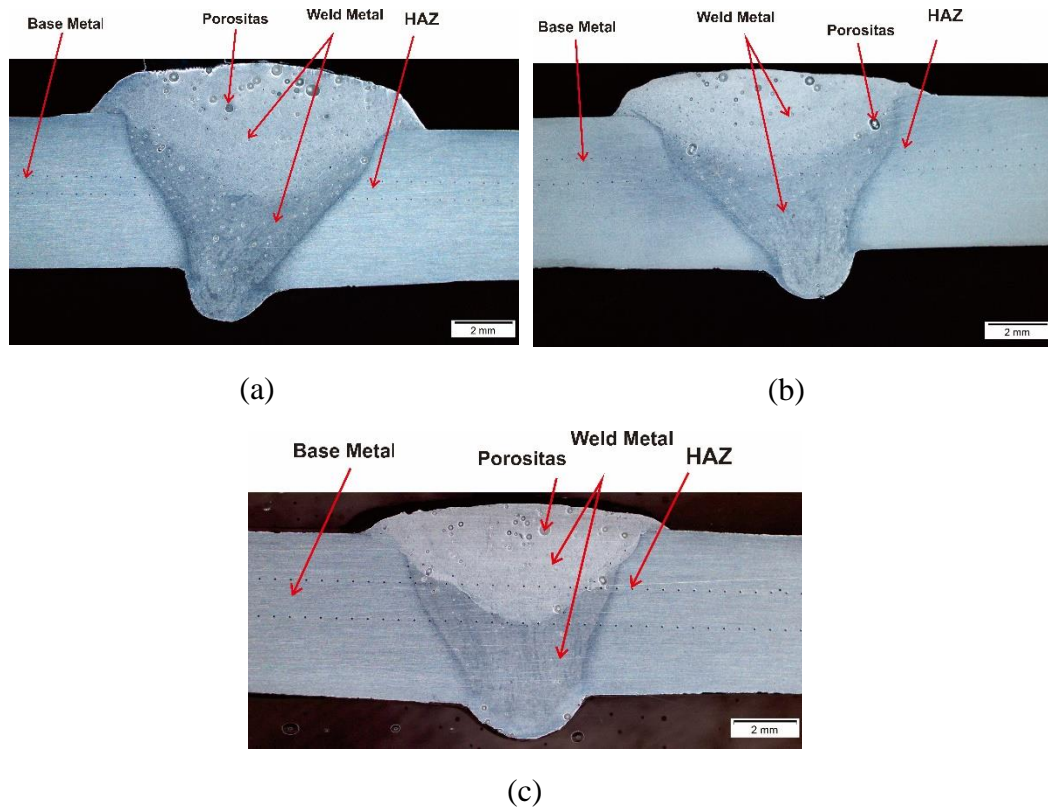 Base Metal
Porositas
Weld Metal
HAZ
2 mm
(a)
Base Metal
Weld Metal
Porositas
HAZ
2 mm
(b)
Base Metal
Porositas
Weld Metal
HAZ
2 mm
(c)